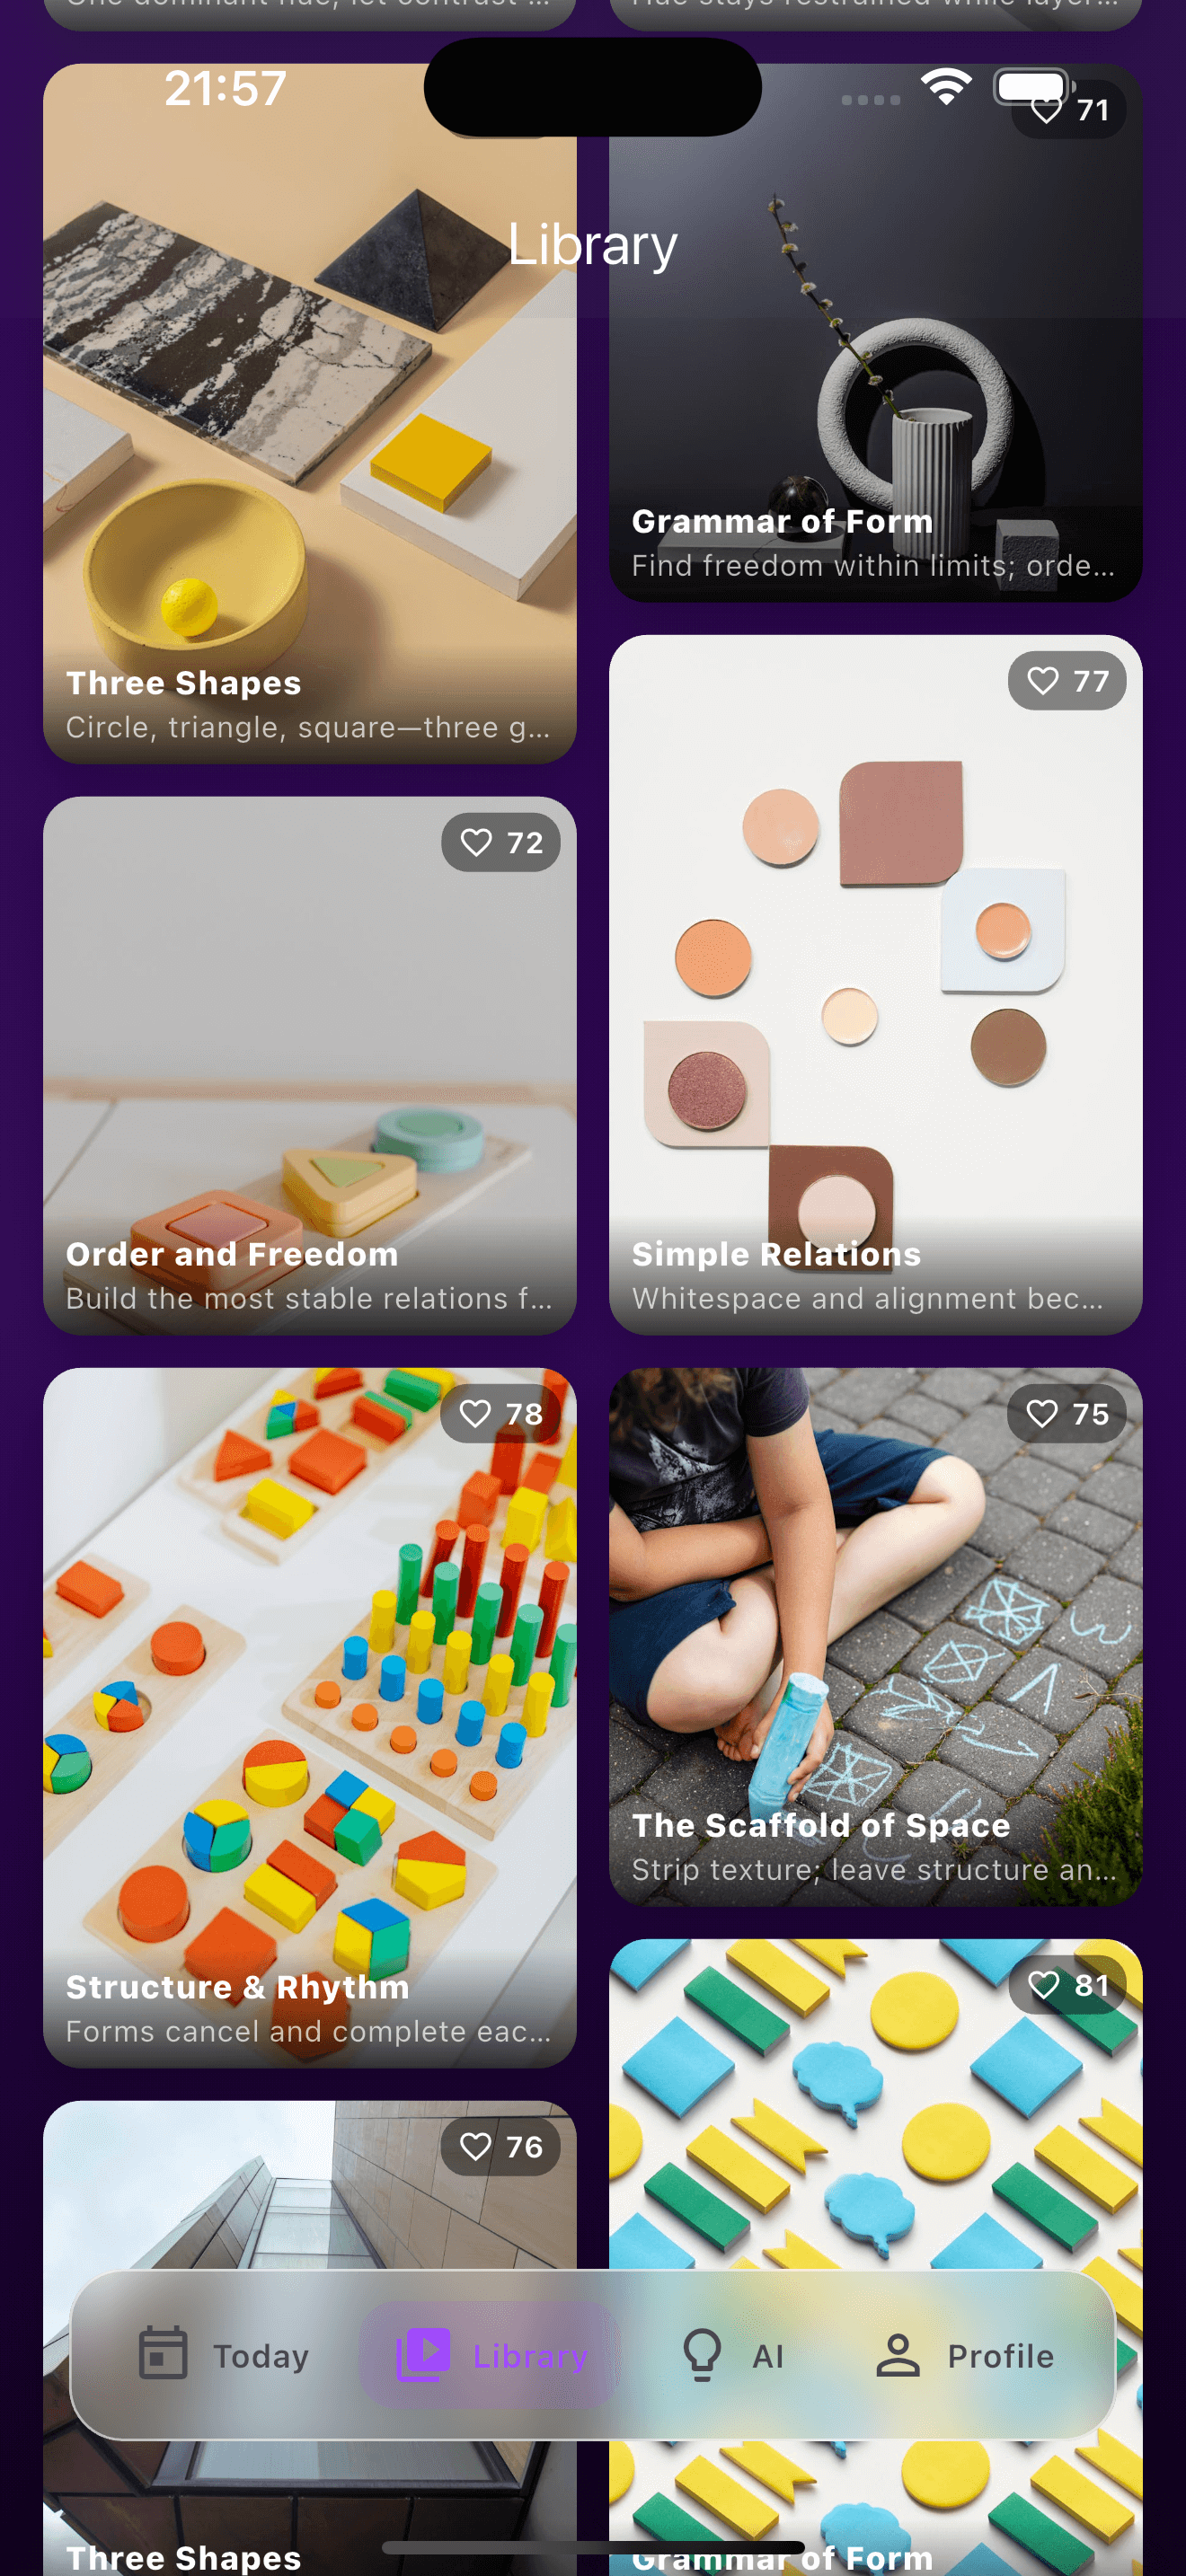 One dominant hue, let contrast ...
Hue stays restrained while layer...
21:57
71
Library
Grammar of Form
Find freedom within limits; orde...
Three Shapes
Circle, triangle, square—three g...
77
72
Order and Freedom
Build the most stable relations f...
Simple Relations
Whitespace and alignment bec...
78
75
The Scaffold of Space
Strip texture; leave structure an...
Structure & Rhythm
Forms cancel and complete eac...
81
76
Today
Library
AI
Profile
Three Shapes
Grammar of Form